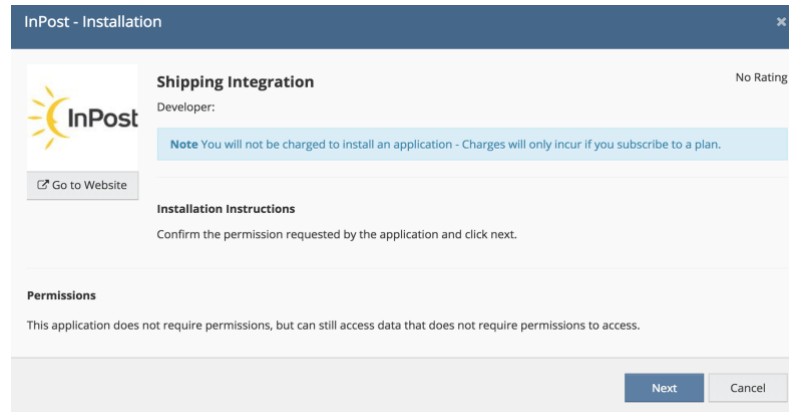 InPost - Installation
×
Shipping Integration
No Rating
InPost
Developer:
Note You will not be charged to install an application - Charges will only incur if you subscribe to a plan.
Go to Website
Installation Instructions
Confirm the permission requested by the application and click next.
Permissions
This application does not require permissions, but can still access data that does not require permissions to access.
Next
Cancel